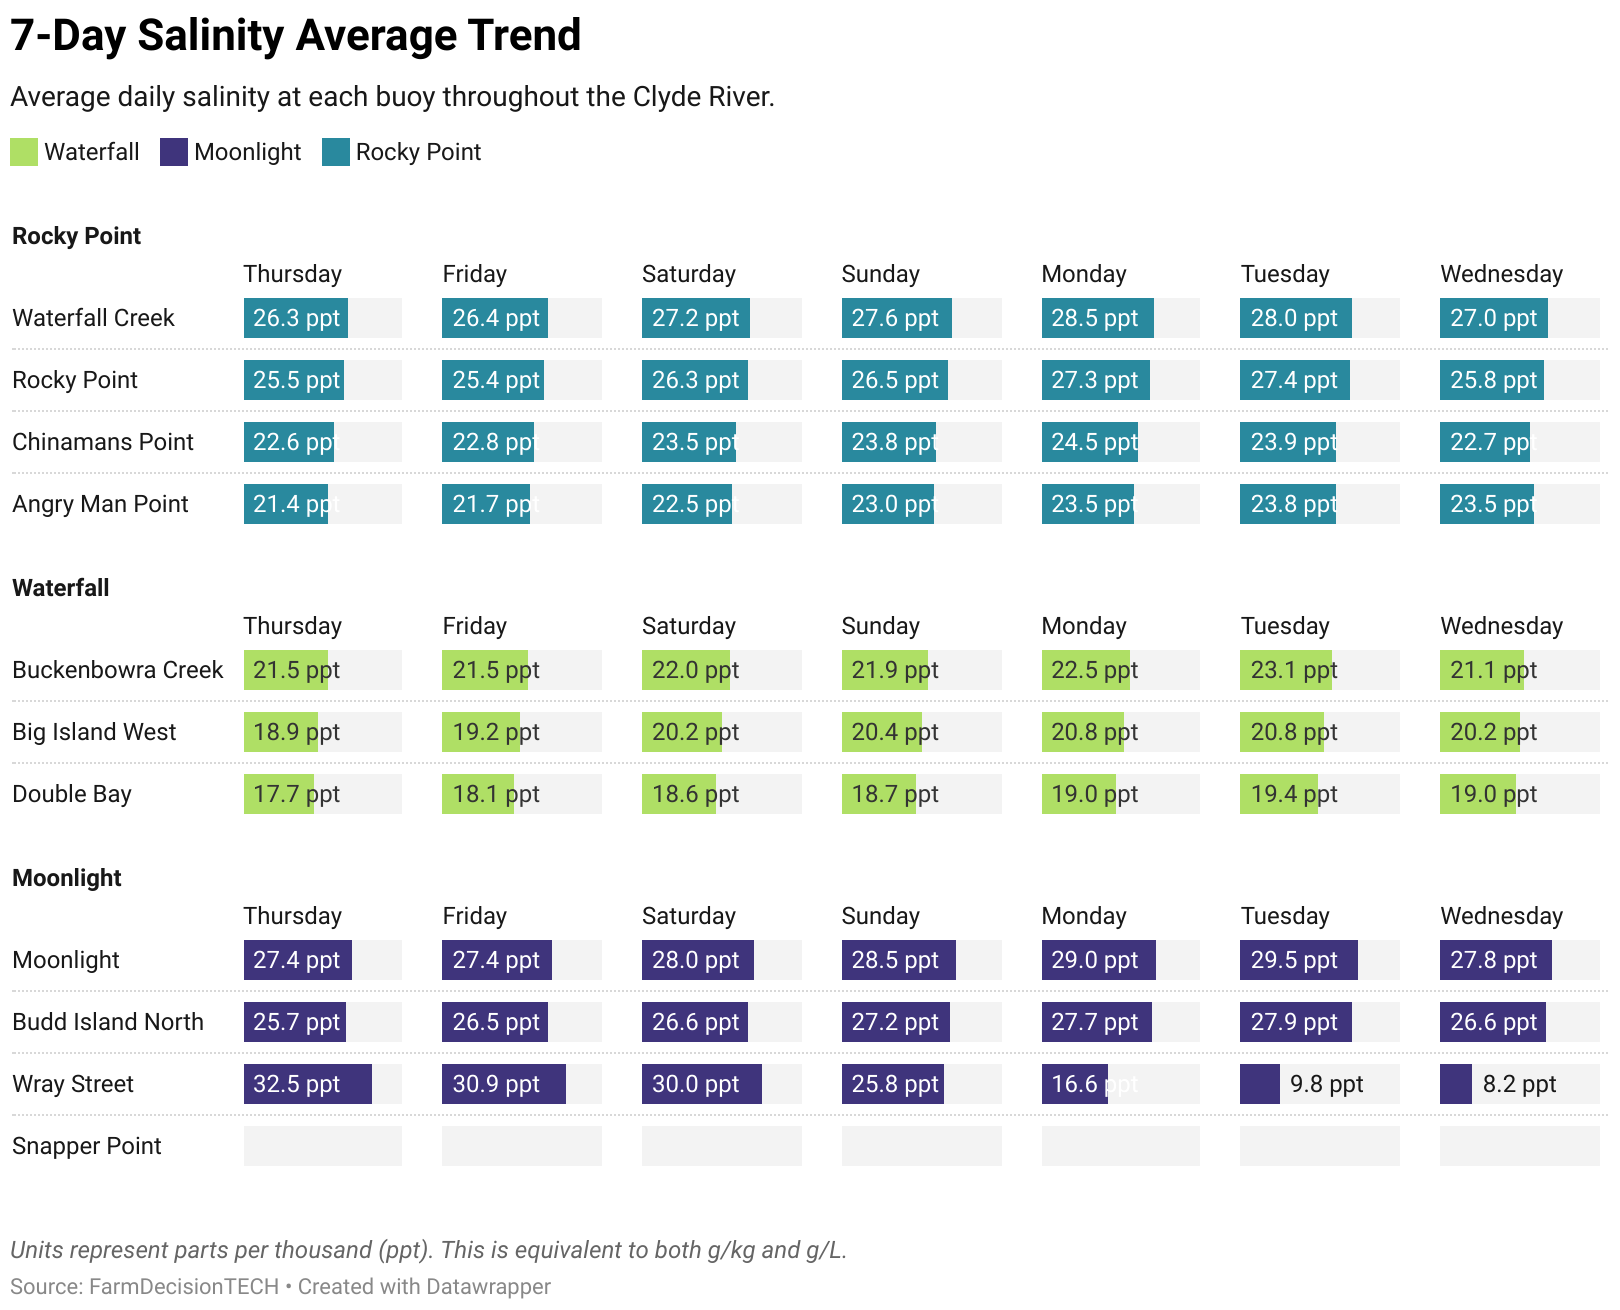 7-Day Salinity Average Trend
Average daily salinity at each buoy throughout the Clyde River.
Waterfall Moonlight Rocky Point
Rocky Point
Thursday Friday Saturday Sunday Monday Tuesday Wednesday
Waterfall Creek 26.3 ppt 26.4 ppt 27.2 ppt 27.6 ppt 28.5 ppt 28.0 ppt 27.0 ppt
Rocky Point 25.5 ppt 25.4 ppt 26.3 ppt 26.5 ppt 27.3 ppt 27.4 ppt 25.8 ppt
Chinamans Point 22.6 ppt 22.8 ppt 23.5 ppt 23.8 ppt 24.5 ppt 23.9 ppt 22.7 ppt
Angry Man Point 21.4 ppt 21.7 ppt 22.5 ppt 23.0 ppt 23.5 ppt 23.8 ppt 23.5 ppt
Waterfall
Thursday Friday Saturday Sunday Monday Tuesday Wednesday
Buckenbowra Creek 21.5 ppt 21.5 ppt 22.0 ppt 21.9 ppt 22.5 ppt 23.1 ppt 21.1 ppt
Big Island West 18.9 ppt 19.2 ppt 20.2 ppt 20.4 ppt 20.8 ppt 20.8 ppt 20.2 ppt
Double Bay 17.7 ppt 18.1 ppt 18.6 ppt 18.7 ppt 19.0 ppt 19.4 ppt 19.0 ppt
Moonlight
Thursday Friday Saturday Sunday Monday Tuesday Wednesday
Moonlight 27.4 ppt 27.4 ppt 28.0 ppt 28.5 ppt 29.0 ppt 29.5 ppt 27.8 ppt
Budd Island North 25.7 ppt 26.5 ppt 26.6 ppt 27.2 ppt 27.7 ppt 27.9 ppt 26.6 ppt
Wray Street 32.5 ppt 30.9 ppt 30.0 ppt 25.8 ppt 16.6 ppt 9.8 ppt 8.2 ppt
Snapper Point
Units represent parts per thousand (ppt). This is equivalent to both g/kg and g/L.
Source: FarmDecisionTECH • Created with Datawrapper